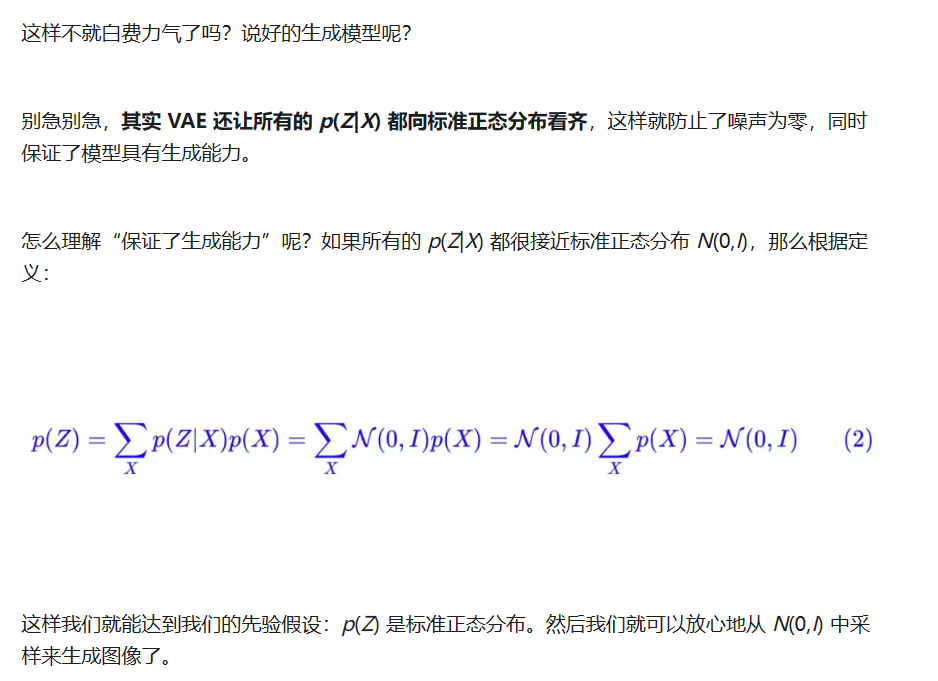 这样不就白费力气了吗？说好的生成模型呢？
别急别急，其实 VAE 还让所有的 p(Z|X) 都向标准正态分布看齐，这样就防止了噪声为零，同时
保证了模型具有生成能力。
怎么理解“保证了生成能力”呢？如果所有的 p(Z|X) 都很接近标准正态分布 N(0,I)，那么根据定
义：
p(Z) = ∑_X p(Z|X)p(X) = ∑_X 𝒩(0, I)p(X) = 𝒩(0, I) ∑_X p(X) = 𝒩(0, I) (2)
这样我们就能达到我们的先验假设：p(Z) 是标准正态分布。然后我们就可以放心地从 N(0,I) 中采
样来生成图像了。